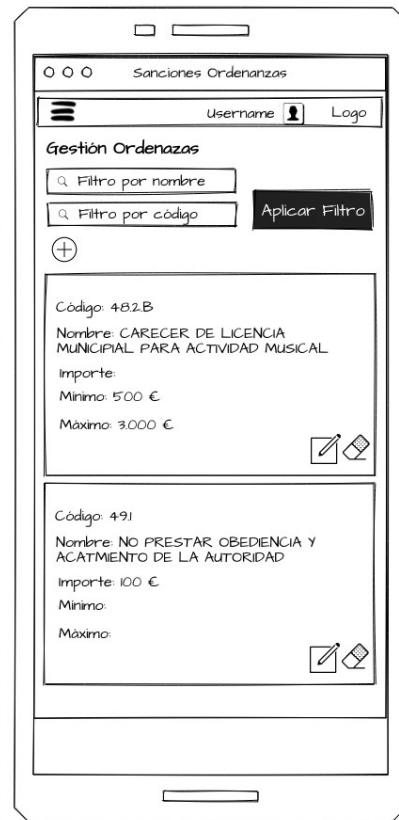 Sanciones Ordenanzas
Username Logo
Gestión Ordenazas
Filtro por nombre
Filtro por código
Aplicar Filtro
Código: 48.2.B
Nombre: CARECER DE LICENCIA
MUNICIPIAL PARA ACTIVIDAD MUSICAL
Importe:
Mínimo: 500 €
Máximo: 3.000 €
Código: 49.1
Nombre: NO PRESTAR OBEDIENCIA Y
ACATMIENTO DE LA AUTORIDAD
Importe: 100 €
Mínimo:
Máximo: